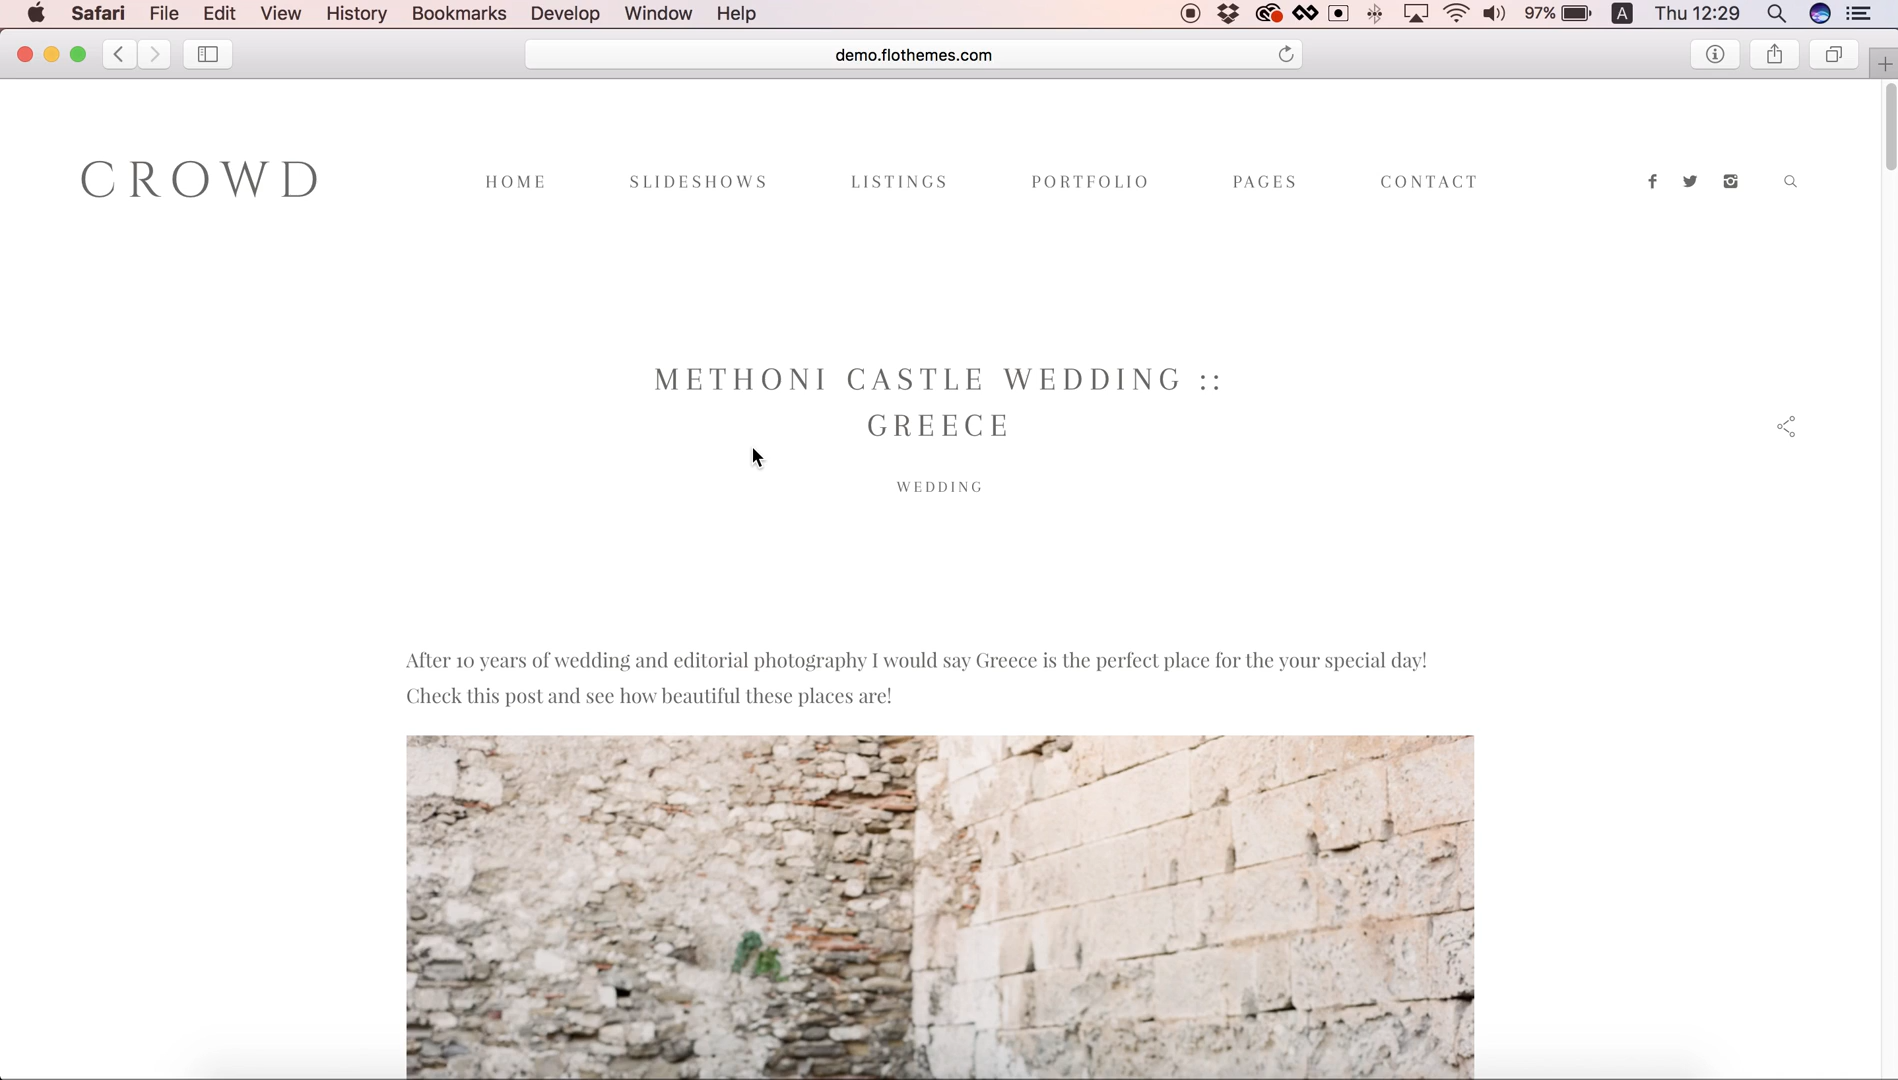 Safari File Edit View History Bookmarks Develop Window Help 97% A Thu 12:29
demo.flothemes.com
CROWD HOME SLIDESHOWS LISTINGS PORTFOLIO PAGES CONTACT
METHONI CASTLE WEDDING ::
GREECE
WEDDING
After 10 years of wedding and editorial photography I would say Greece is the perfect place for the your special day!
Check this post and see how beautiful these places are!